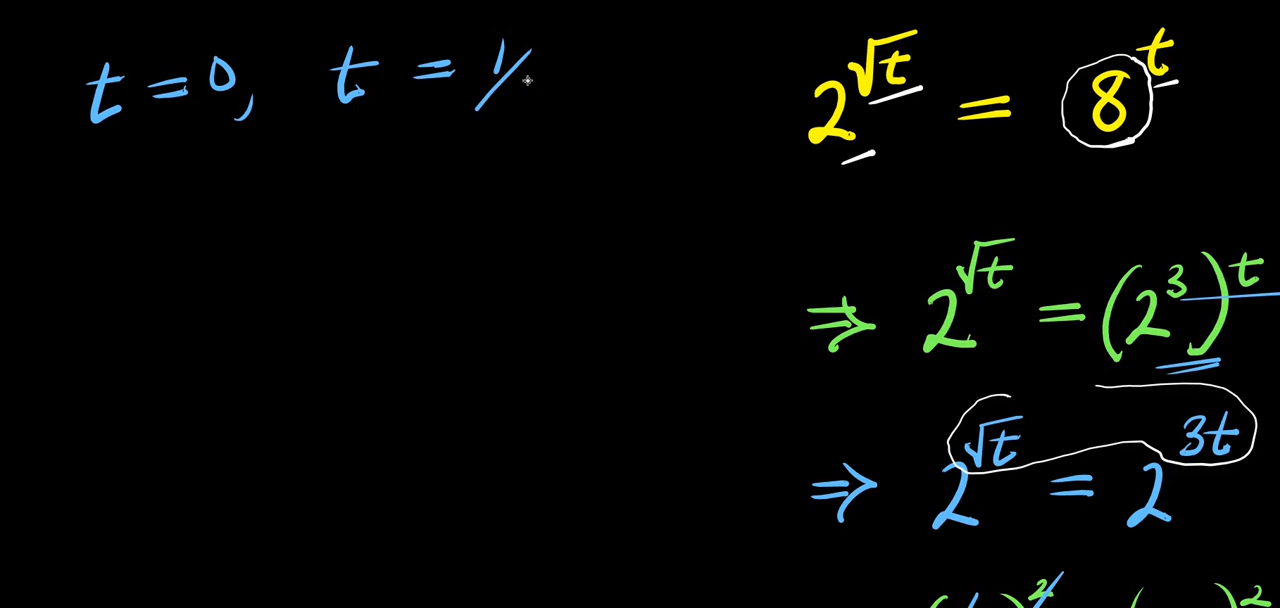 t = 0, t = 1/
2^√t = 8^t
⇒ 2^√t = (2^3)^t
⇒ 2^√t = 2^3t